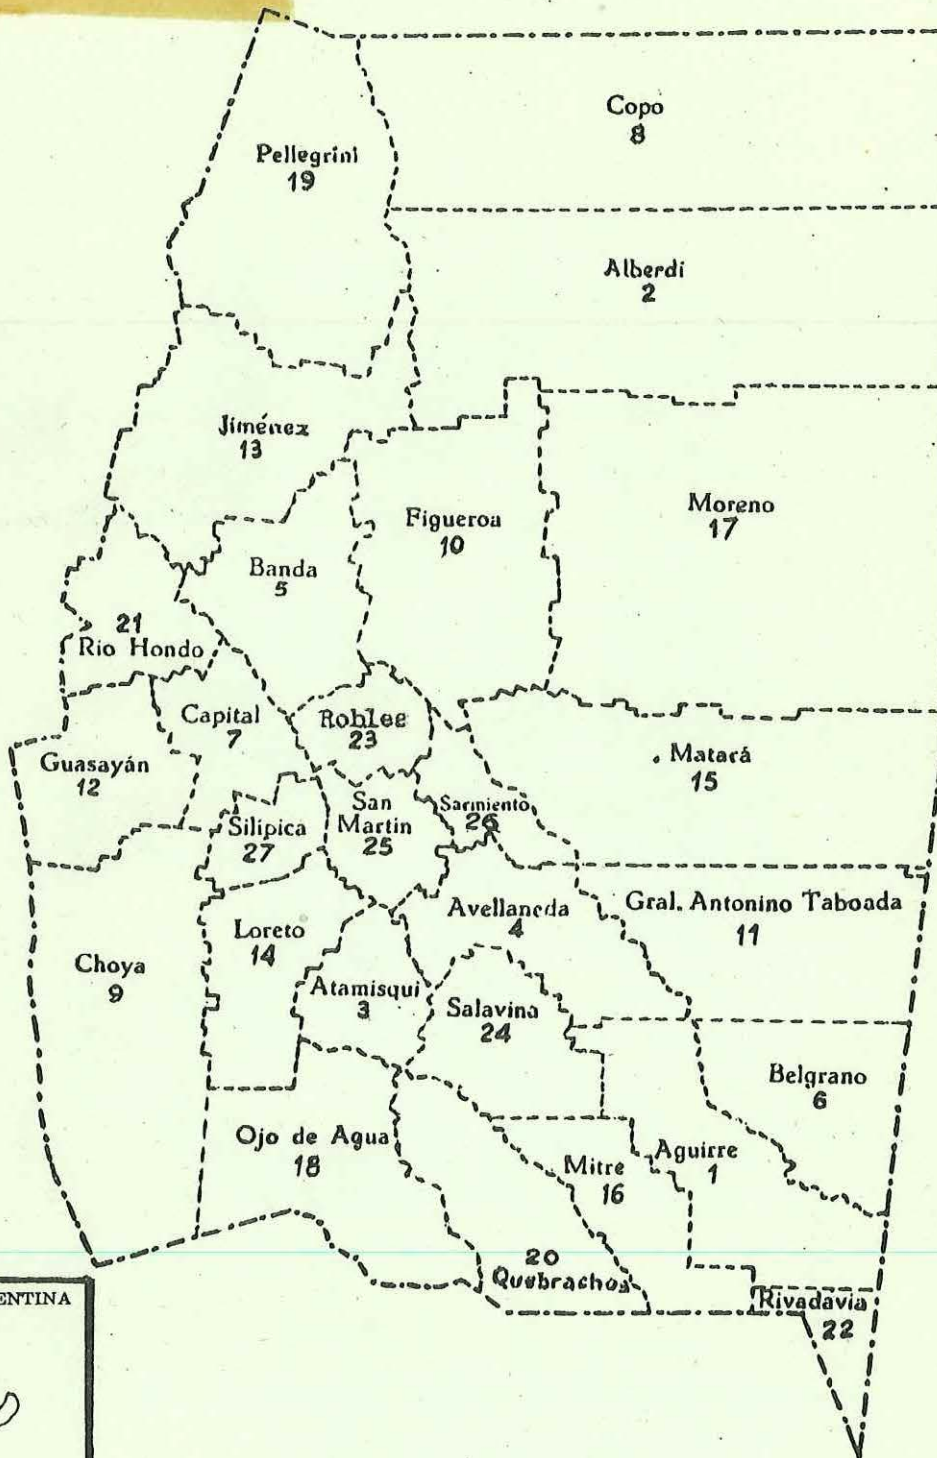 Copo
8
Pellegrini
19
Alberdi
2
Jiménez
13
Figueroa
10
Moreno
17
Banda
5
21
Rio Hondo
Capital
7
Robles
23
Guasayán
12
Matará
15
Silipica
27
San
Martin
25
Sarmiento
26
Avellaneda
4
Gral. Antonino Taboada
11
Loreto
14
Choya
9
Atamisqui
3
Salavina
24
Belgrano
6
Ojo de Agua
18
Mitre
16
Aguirre
1
20
Quebrachos
Rivadavia
22
ENTINA